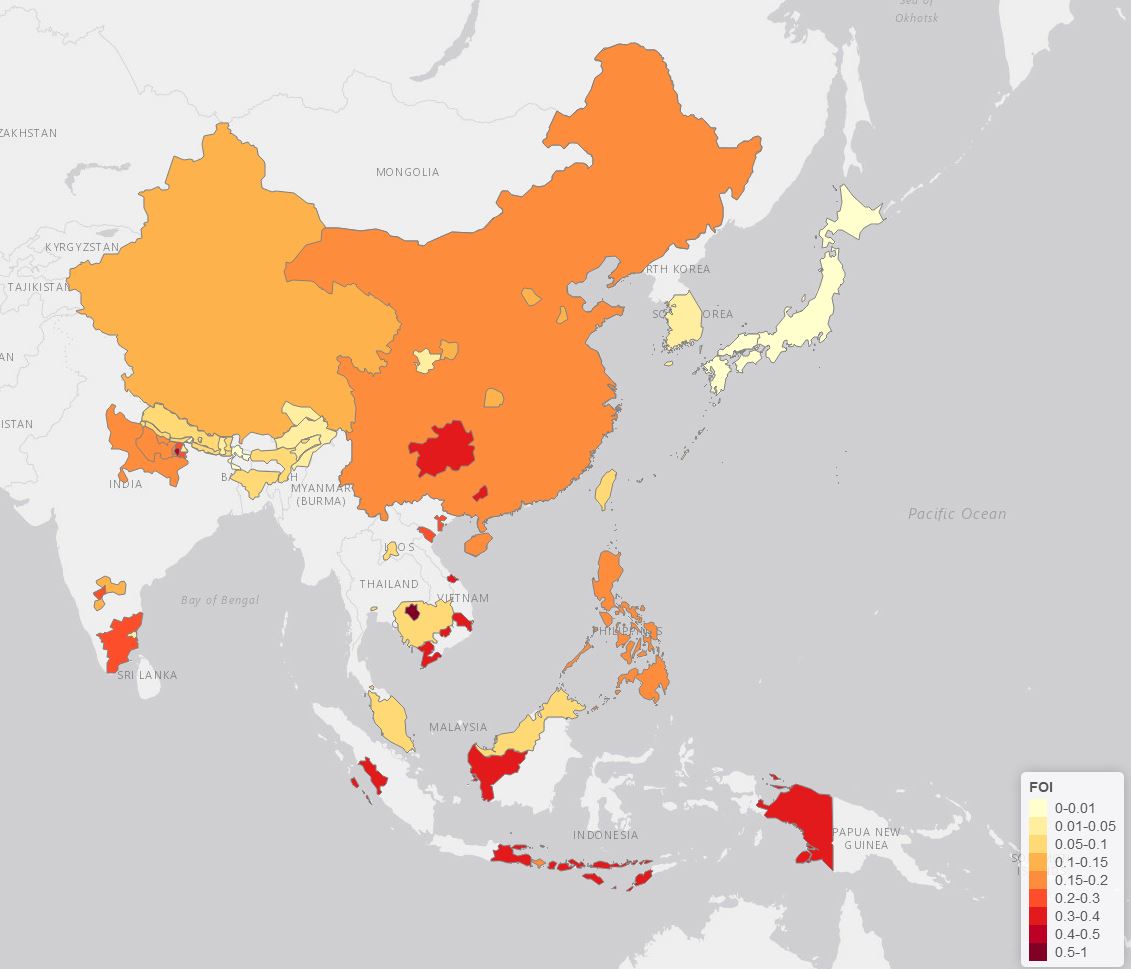 Sea of
Okhotsk
ZAKHSTAN
MONGOLIA
KYRGYZSTAN
TAJIKISTAN
RTH KOREA
SO OREA
AN
ISTAN
INDIA
B H
MYANMAR
(BURMA)
Pacific Ocean
LAOS
THAILAND
VIETNAM
Bay of Bengal
PHILIPPINES
SRI LANKA
MALAYSIA
INDONESIA
PAPUA NEW
GUINEA
SO
I
FOI
0-0.01
0.01-0.05
0.05-0.1
0.1-0.15
0.15-0.2
0.2-0.3
0.3-0.4
0.4-0.5
0.5-1